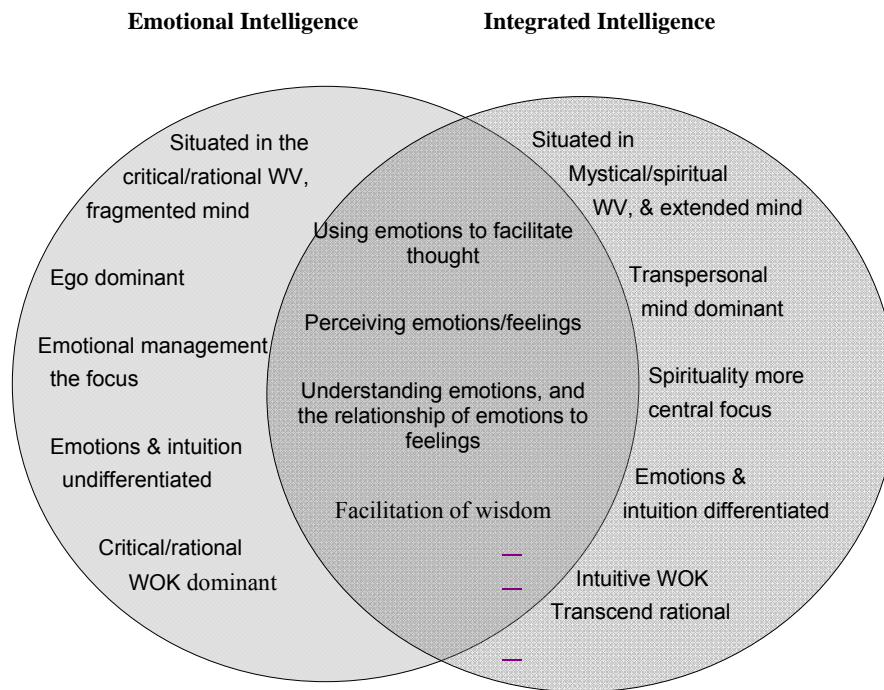 Emotional Intelligence
Integrated Intelligence
Situated in the
critical/rational WV,
fragmented mind
Ego dominant
Emotional management
the focus
Emotions & intuition
undifferentiated
Critical/rational
WOK dominant
Using emotions to facilitate
thought
Perceiving emotions/feelings
Understanding emotions, and
the relationship of emotions to
feelings
Facilitation of wisdom
Situated in
Mystical/spiritual
WV, & extended mind
Transpersonal
mind dominant
Spirituality more
central focus
Emotions &
intuition differentiated
Intuitive WOK
Transcend rational